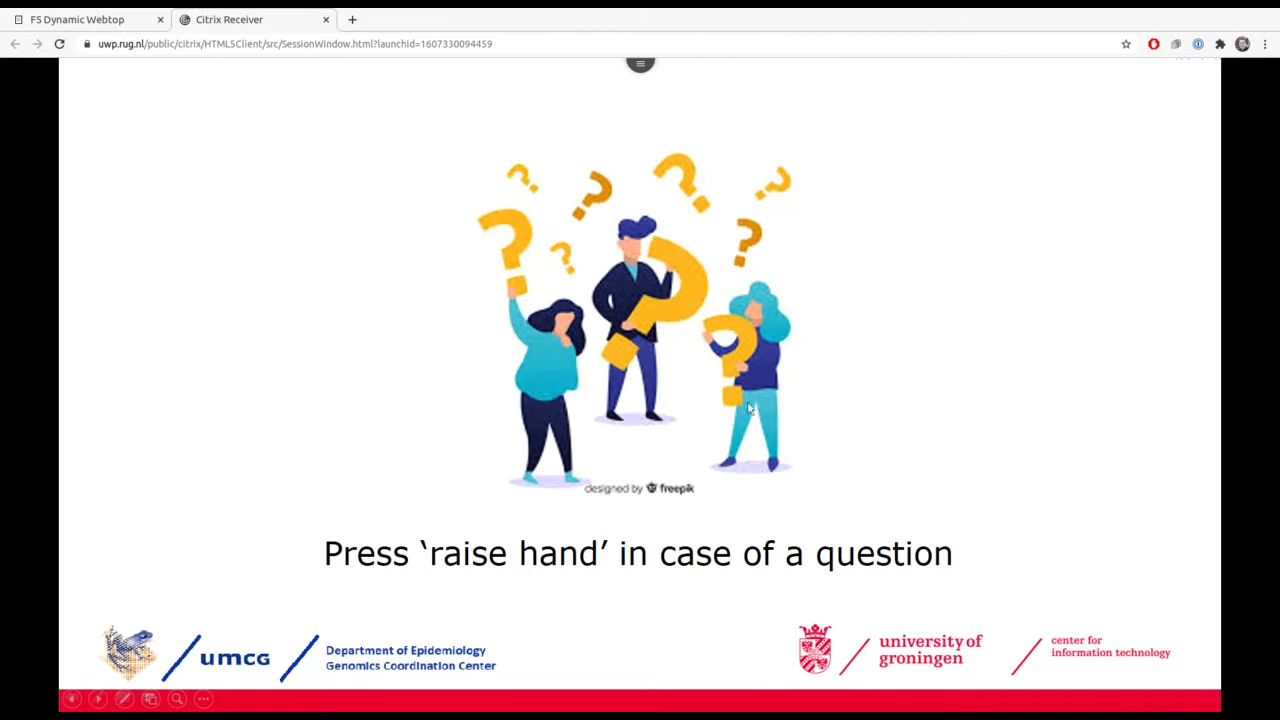 F5 Dynamic Webtop
Citrix Receiver
uwp.rug.nl/public/citrix/HTML5Client/src/SessionWindow.html?launchid=1607330094459
? ? ? ?
? ? ? ?
? ?
designed by freepik
Press ‘raise hand’ in case of a question
umcg
Department of Epidemiology
Genomics Coordination Center
university of
groningen
center for
information technology